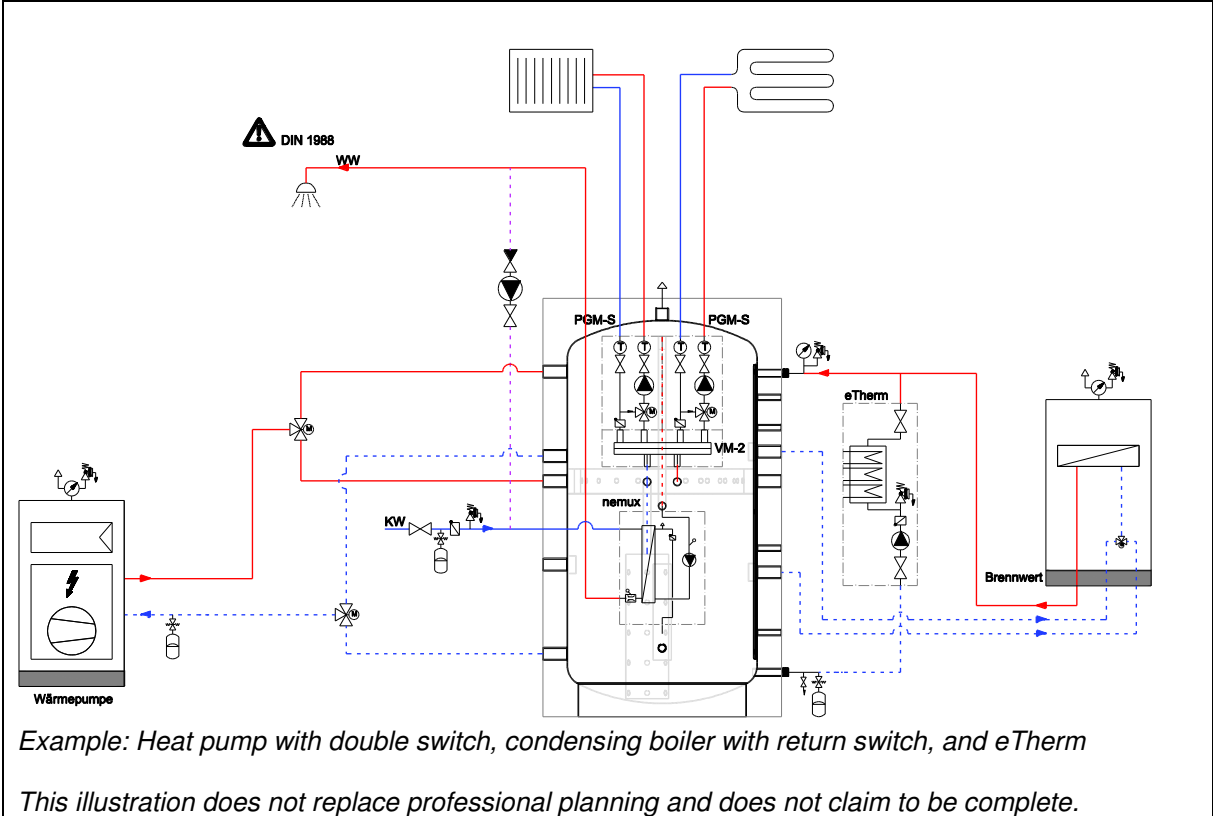 DIN 1988
WW
PGM-S
PGM-S
T
T
T
T
eTherm
M
M
M
VM-2
nemux
KW
Brennwert
M
Wärmepumpe
Example: Heat pump with double switch, condensing boiler with return switch, and eTherm
This illustration does not replace professional planning and does not claim to be complete.